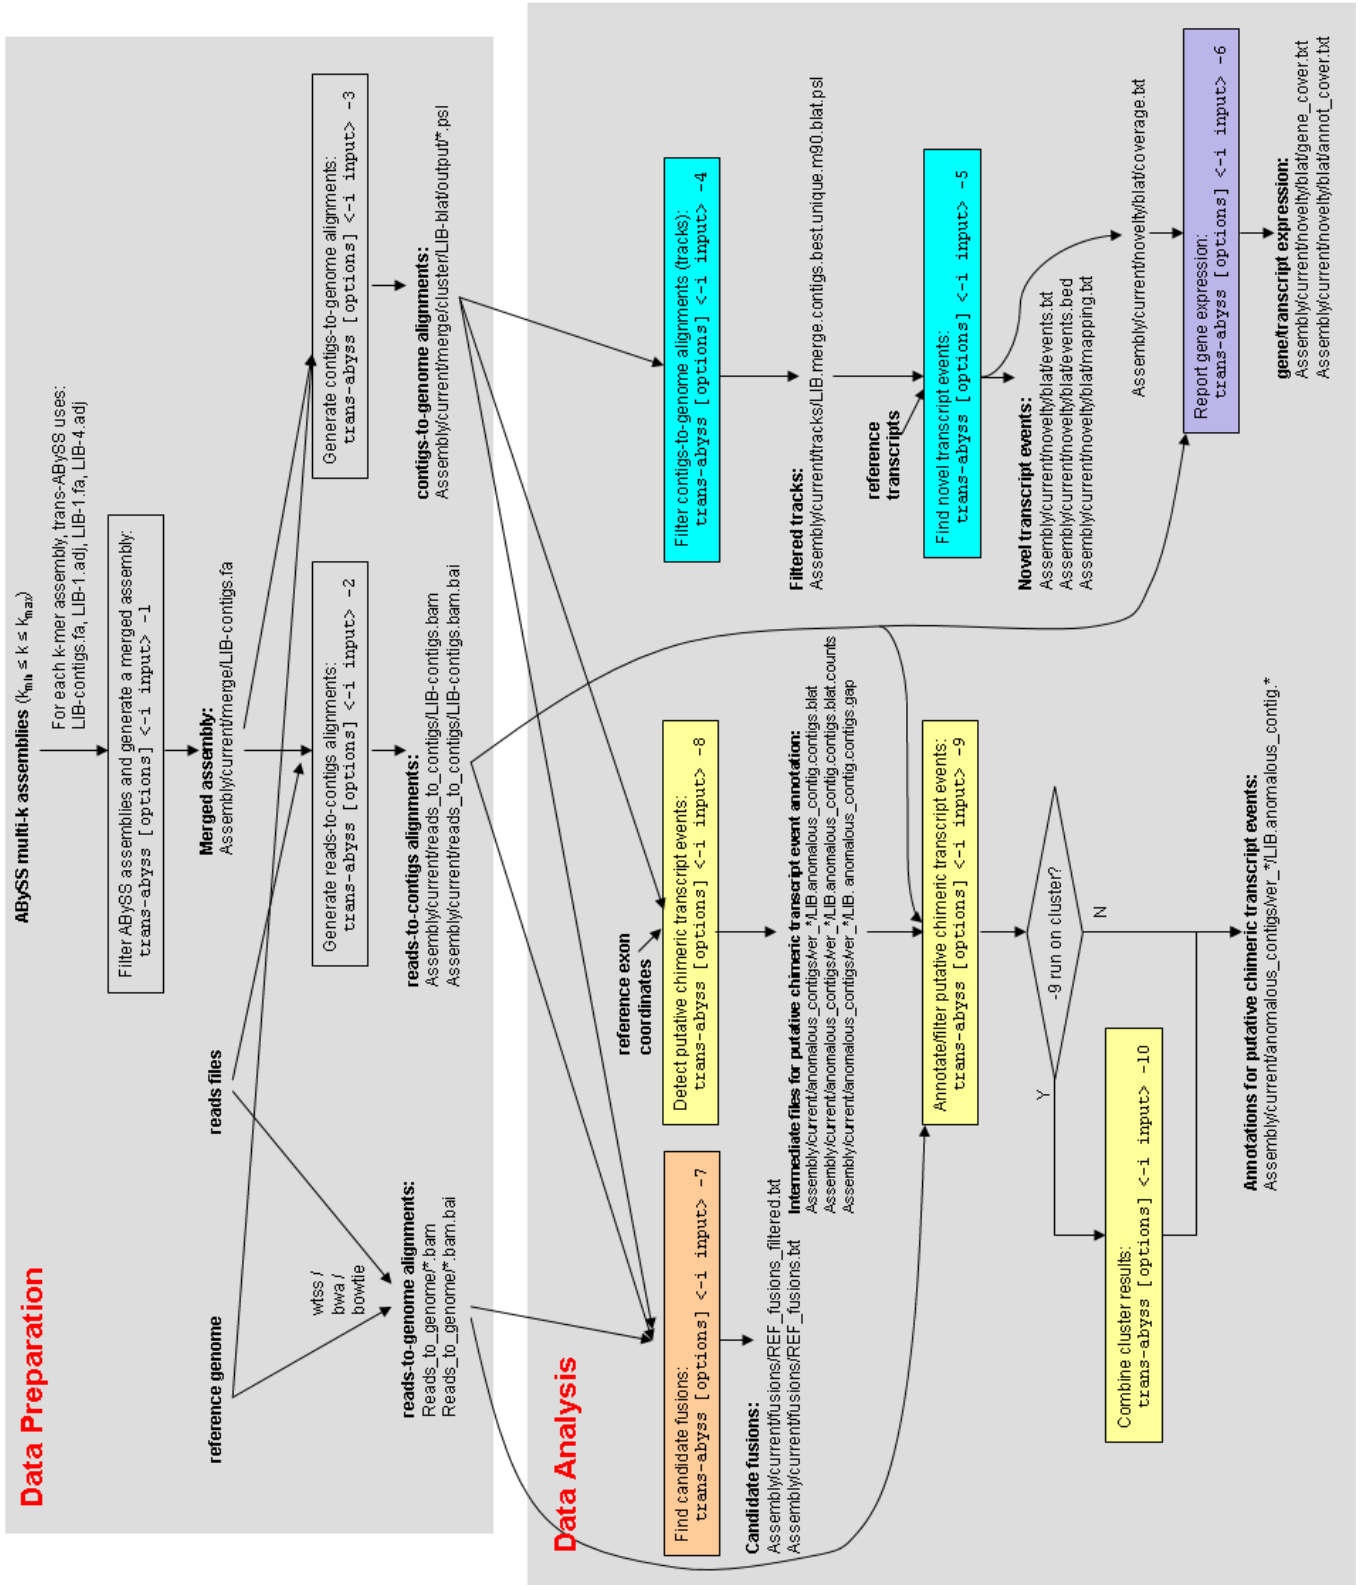 Data Preparation
ABySS multi-k assemblies (kmin ≤ k ≤ kmax)
For each k-mer assembly, trans-ABySS uses:
LIB-contigs.fa, LIB-1.adj, LIB-1.fa, LIB-4.adj
Filter ABySS assemblies and generate a merged assembly:
trans-abyss [options] <-i input> -1
reference genome
reads files
Merged assembly:
Assembly/current/merge/LIB-contigs.fa
wtss /
bwa /
bowtie
Generate reads-to-contigs alignments:
trans-abyss [options] <-i input> -2
Generate contigs-to-genome alignments:
trans-abyss [options] <-i input> -3
reads-to-genome alignments:
Reads_to_genome/*.bam
Reads_to_genome/*.bam.bai
reads-to-contigs alignments:
Assembly/current/reads_to_contigs/LIB-contigs.bam
Assembly/current/reads_to_contigs/LIB-contigs.bam.bai
contigs-to-genome alignments:
Assembly/current/merge/cluster/LIB-blat/output/*.psl
Data Analysis
reference exon
coordinates
Find candidate fusions:
trans-abyss [options] <-i input> -7
Detect putative chimeric transcript events:
trans-abyss [options] <-i input> -8
Filter contigs-to-genome alignments (tracks):
trans-abyss [options] <-i input> -4
Candidate fusions:
Assembly/current/fusions/REF_fusions_filtered.txt
Assembly/current/fusions/REF_fusions.txt
Intermediate files for putative chimeric transcript event annotation:
Assembly/current/anomalous_contigs/ver_*/LIB.anomalous_contig.contigs.blat
Assembly/current/anomalous_contigs/ver_*/LIB.anomalous_contig.contigs.blat.counts
Assembly/current/anomalous_contigs/ver_*/LIB. anomalous_contig.contigs.gap
Filtered tracks:
Assembly/current/tracks/LIB.merge.contigs.best.unique.m90.blat.psl
reference
transcripts
Annotate/filter putative chimeric transcript events:
trans-abyss [options] <-i input> -9
Find novel transcript events:
trans-abyss [options] <-i input> -5
Novel transcript events:
Assembly/current/novelty/blat/events.txt
Assembly/current/novelty/blat/events.bed
Assembly/current/novelty/blat/mapping.txt
-9 run on cluster?
Y
N
Assembly/current/novelty/blat/coverage.txt
Combine cluster results:
trans-abyss [options] <-i input> -10
Report gene expression:
trans-abyss [options] <-i input> -6
Annotations for putative chimeric transcript events:
Assembly/current/anomalous_contigs/ver_*/LIB.anomalous_contig.*
gene/transcript expression:
Assembly/current/novelty/blat/gene_cover.txt
Assembly/current/novelty/blat/annot_cover.txt